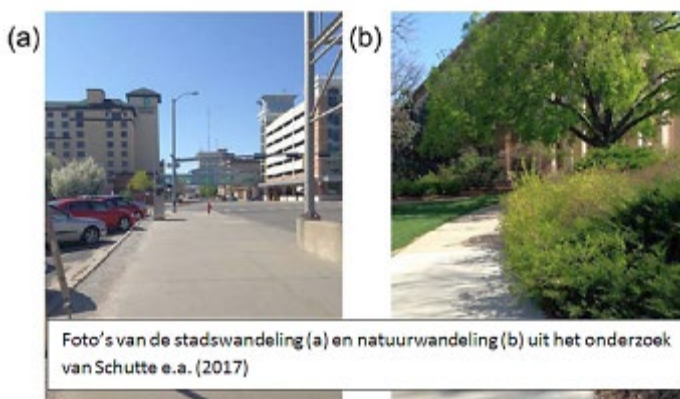 (a)
(b)
Foto's van de stadswandeling (a) en natuurwandeling (b) uit het onderzoek
van Schutte e.a. (2017)